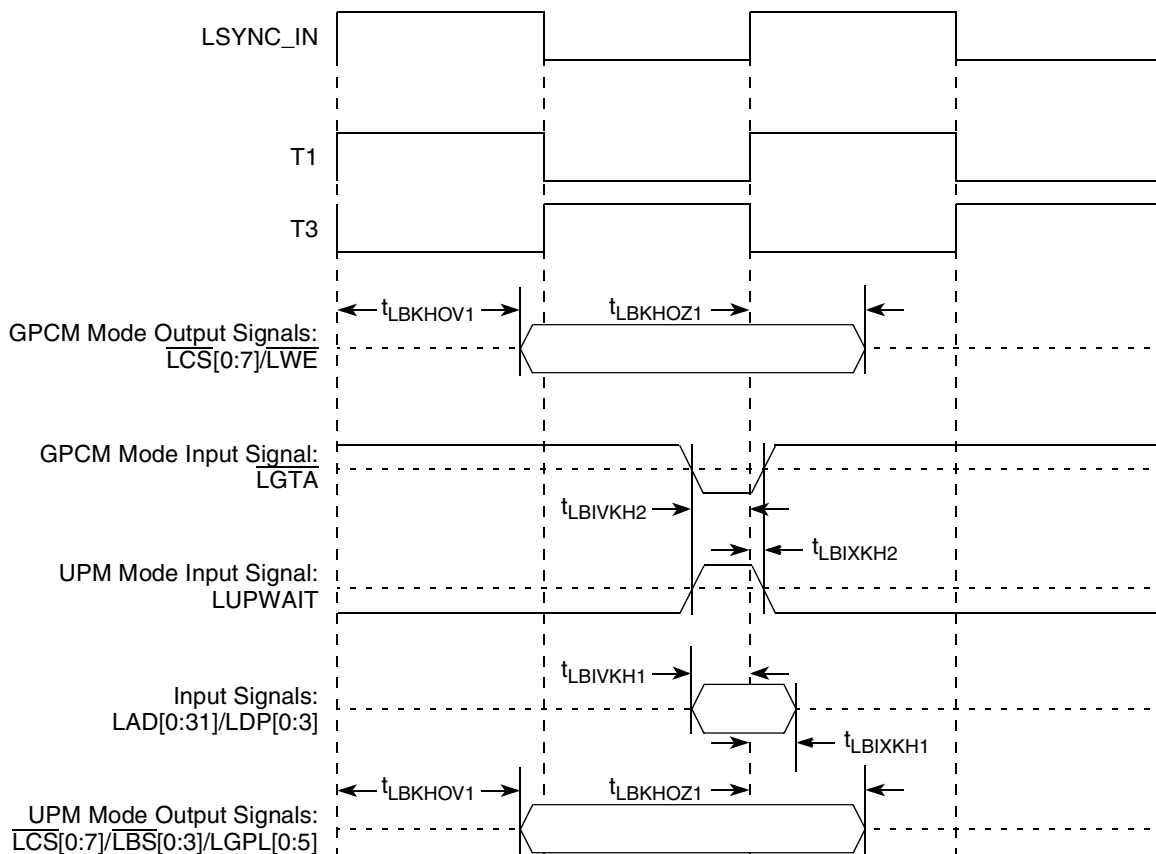 LSYNC_IN
T1
T3
tLBKHOV1
tLBKHOZ1
GPCM Mode Output Signals:
LCS[0:7]/LWE
GPCM Mode Input Signal:
LGTA
tLBIVKH2
tLBIXKH2
UPM Mode Input Signal:
LUPWAIT
tLBIVKH1
Input Signals:
LAD[0:31]/LDP[0:3]
tLBIXKH1
tLBKHOV1
tLBKHOZ1
UPM Mode Output Signals:
LCS[0:7]/LBS[0:3]/LGPL[0:5]